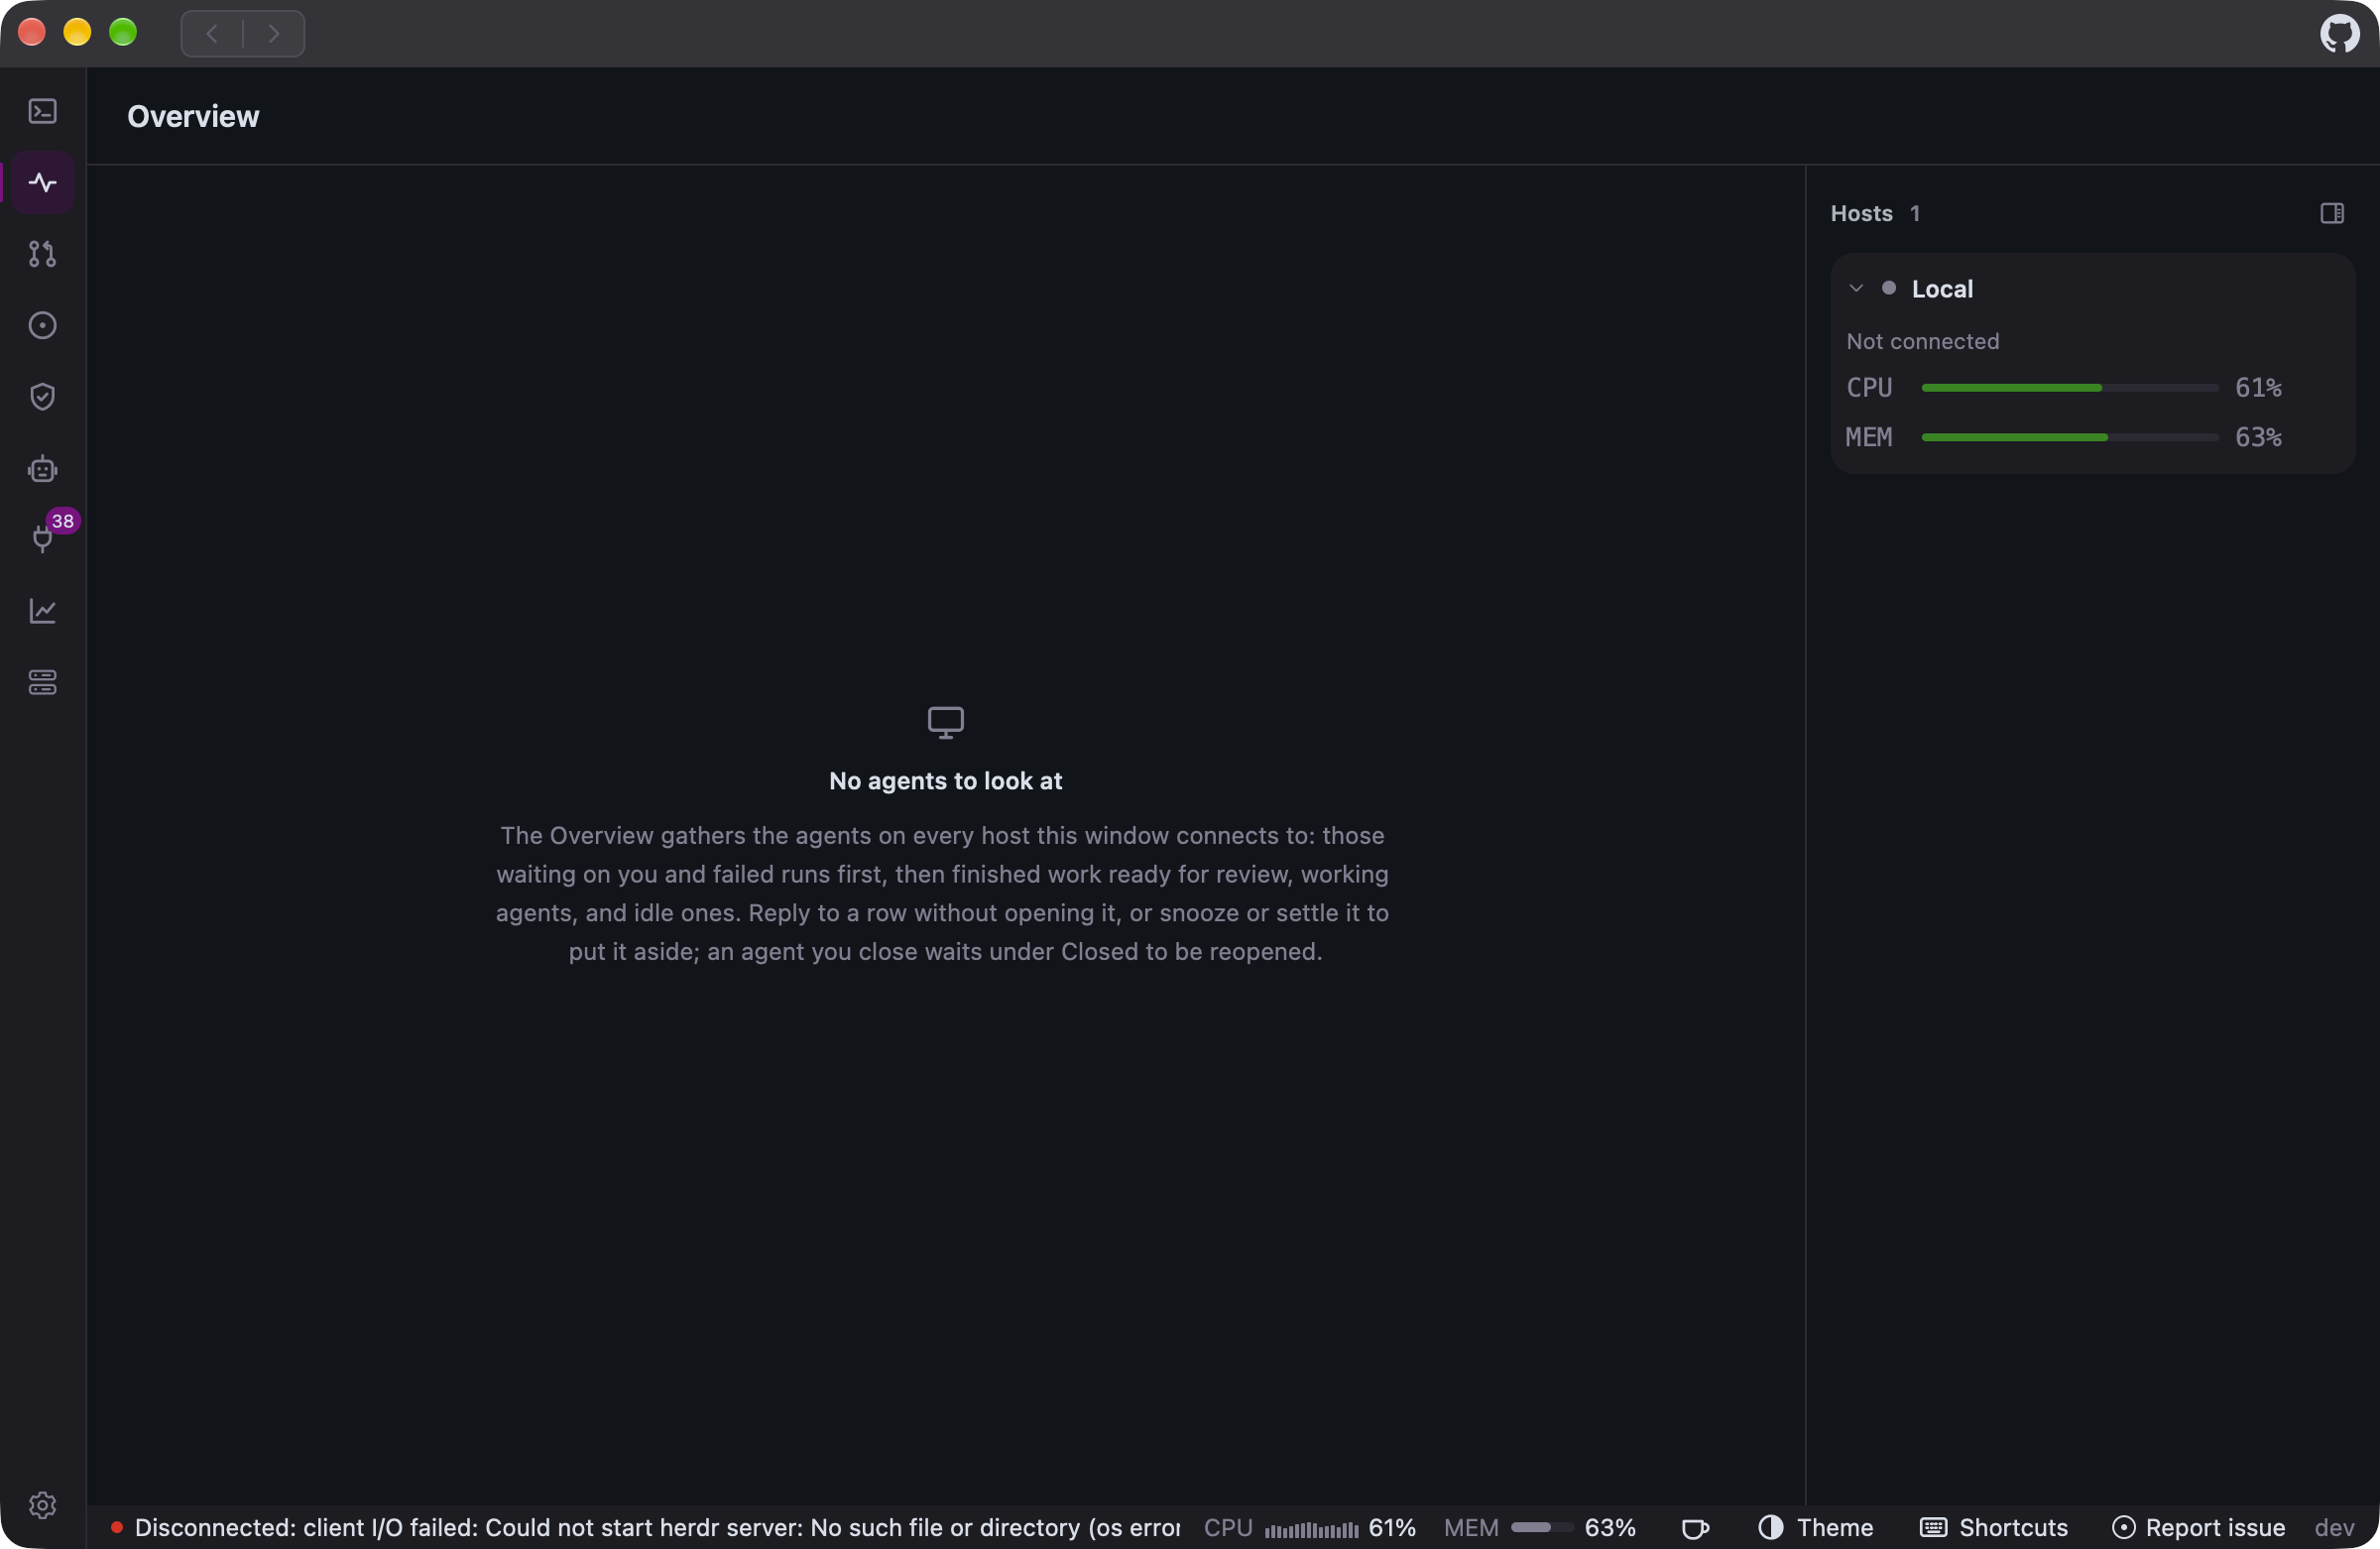 Overview
Hosts 1
Local
Not connected
CPU 61%
MEM 63%
38
No agents to look at
The Overview gathers the agents on every host this window connects to: those
waiting on you and failed runs first, then finished work ready for review, working
agents, and idle ones. Reply to a row without opening it, or snooze or settle it to
put it aside; an agent you close waits under Closed to be reopened.
Disconnected: client I/O failed: Could not start herdr server: No such file or directory (os error CPU 61% MEM 63% Theme Shortcuts Report issue dev